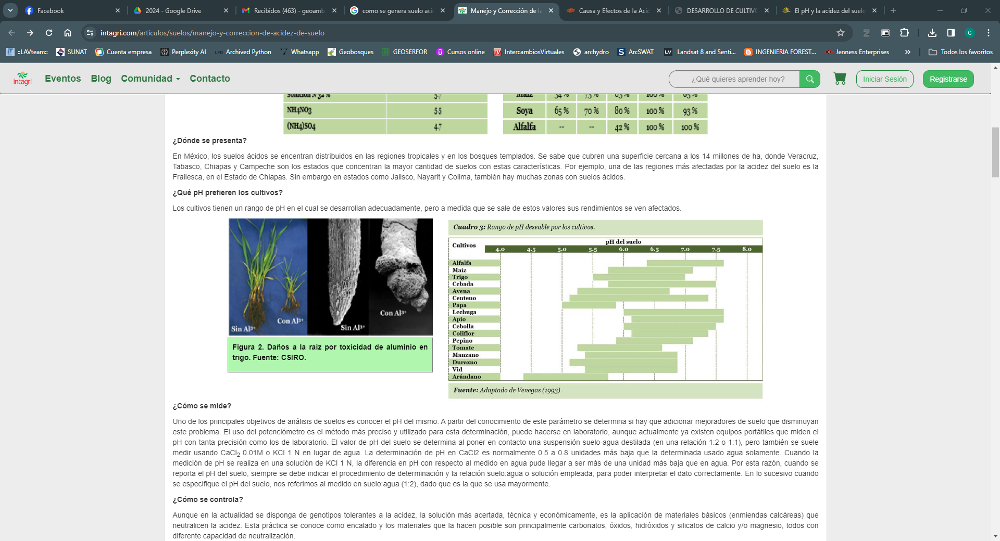 Facebook
2024 - Google Drive
Recibidos (463) - geoamb
como se genera suelo acid
Manejo y Corrección de la
Causa y Efectos de la Acid
DESARROLLO DE CULTIVO
El pH y la acidez del suelo
intagri.com/articulos/suelos/manejo-y-correccion-de-acidez-de-suelo
G
::LAVteam::
SUNAT
Cuenta empresa
Perplexity AI
LFD Archived Python
Whatsapp
Geobosques
GEOSERFOR
Cursos online
IntercambiosVirtuales
archydro
ArcSWAT
LV Landsat 8 and Senti...
INGENIERIA FOREST...
Jenness Enterprises
Todos los favoritos
intagri
Eventos
Blog
Comunidad
Contacto
¿Qué quieres aprender hoy?
Iniciar Sesión
Registrarse
Solución N 32 % 5.7
NH4NO3 5.5
(NH4)SO4 4.7
Maíz 34 % 73 % 83 % 100 % 85 %
Soya 65 % 70 % 80 % 100 % 93 %
Alfalfa -- -- 42 % 100 % 100 %
¿Dónde se presenta?
En México, los suelos ácidos se encentran distribuidos en las regiones tropicales y en los bosques templados. Se sabe que cubren una superficie cercana a los 14 millones de ha, donde Veracruz,
Tabasco, Chiapas y Campeche son los estados que concentran la mayor cantidad de suelos con estas características. Por ejemplo, una de las regiones más afectadas por la acidez del suelo es la
Frailesca, en el Estado de Chiapas. Sin embargo en estados como Jalisco, Nayarit y Colima, también hay muchas zonas con suelos ácidos.
¿Qué pH prefieren los cultivos?
Los cultivos tienen un rango de pH en el cual se desarrollan adecuadamente, pero a medida que se sale de estos valores sus rendimientos se ven afectados.
Sin Al³⁺
Con Al³⁺
Sin Al³⁺
Con Al³⁺
Figura 2. Daños a la raíz por toxicidad de aluminio en
trigo. Fuente: CSIRO.
Cuadro 3: Rango de pH deseable por los cultivos.
Cultivos
pH del suelo
4.0 4.5 5.0 5.5 6.0 6.5 7.0 7.5 8.0
Alfalfa
Maíz
Trigo
Cebada
Avena
Centeno
Papa
Lechuga
Apio
Cebolla
Coliflor
Pepino
Tomate
Manzano
Durazno
Vid
Arándano
Fuente: Adaptado de Venegas (1993).
¿Cómo se mide?
Uno de los principales objetivos de análisis de suelos es conocer el pH del mismo. A partir del conocimiento de este parámetro se determina si hay que adicionar mejoradores de suelo que disminuyan
este problema. El uso del potenciómetro es el método más preciso y utilizado para esta determinación, puede hacerse en laboratorio, aunque actualmente ya existen equipos portátiles que miden el
pH con tanta precisión como los de laboratorio. El valor de pH del suelo se determina al poner en contacto una suspensión suelo-agua destilada (en una relación 1:2 o 1:1), pero también se suele
medir usando CaCl₂ 0.01M o KCl 1 N en lugar de agua. La determinación de pH en CaCl2 es normalmente 0.5 a 0.8 unidades más baja que la determinada usado agua solamente. Cuando la
medición de pH se realiza en una solución de KCl 1 N, la diferencia en pH con respecto al medido en agua pude llegar a ser más de una unidad más baja que en agua. Por esta razón, cuando se
reporta el pH del suelo, siempre se debe indicar el procedimiento de determinación y la relación suelo:agua o solución empleada, para poder interpretar el dato correctamente. En lo sucesivo cuando
se especifique el pH del suelo, nos referimos al medido en suelo:agua (1:2), dado que es la que se usa mayormente.
¿Cómo se controla?
Aunque en la actualidad se disponga de genotipos tolerantes a la acidez, la solución más acertada, técnica y económicamente, es la aplicación de materiales básicos (enmiendas calcáreas) que
neutralicen la acidez. Esta práctica se conoce como encalado y los materiales que la hacen posible son principalmente carbonatos, óxidos, hidróxidos y silicatos de calcio y/o magnesio, todos con
diferente capacidad de neutralización.